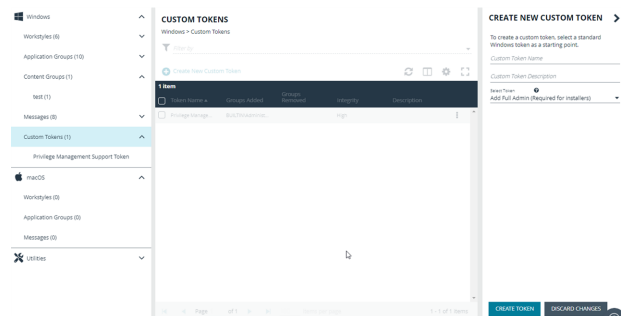 Windows
Workstyles (6)
Application Groups (10)
Content Groups (1)
test (1)
Messages (8)
Custom Tokens (1)
Privilege Management Support Token
macOS
Workstyles (0)
Application Groups (0)
Messages (0)
Utilities
CUSTOM TOKENS
Windows > Custom Tokens
Filter by
Create New Custom Token
1 item
Token Name
Groups Added
Groups Removed
Integrity
Description
Privilege Manage...
High
Page
of 1
1 - 1 of 1 items
CREATE NEW CUSTOM TOKEN
To create a custom token, select a standard
Windows token as a starting point.
Custom Token Name
Custom Token Description
Select Token
Add Full Admin (Required for installers)
CREATE TOKEN
DISCARD CHANGES